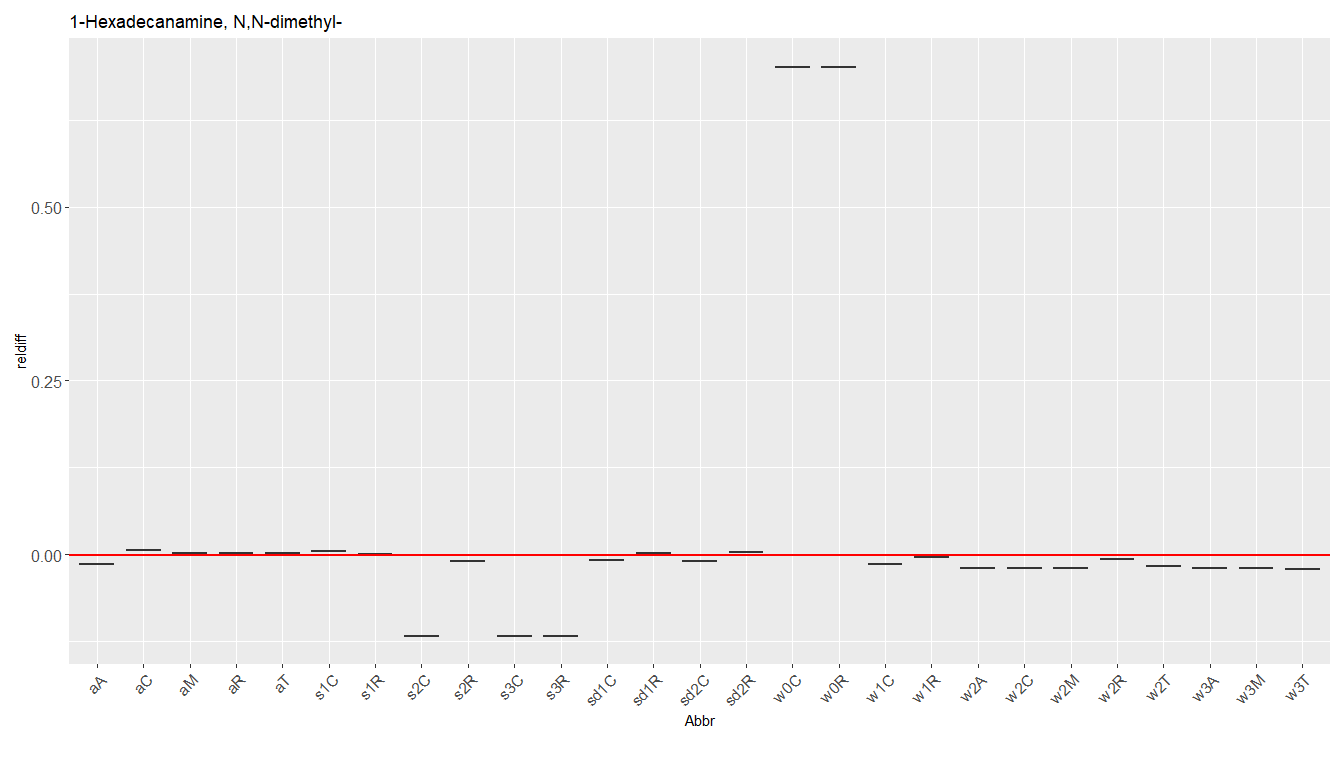 1-Hexadecanamine, N,N-dimethyl-
reldiff
0.50
0.25
0.00
aA aC aM aR aT s1C s1R s2C s2R s3C s3R sd1C sd1R sd2C sd2R w0C w0R w1C w1R w2A w2C w2M w2R w2T w3A w3M w3T
Abbr